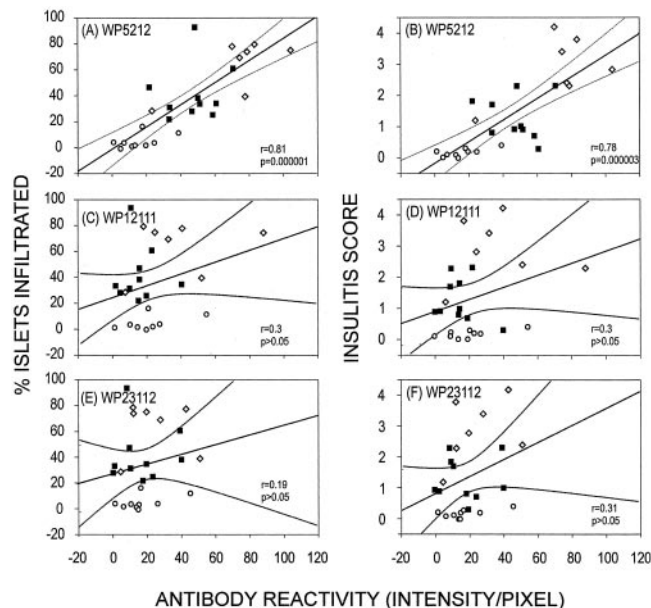 (A) WP5212
(B) WP5212
100
80
60
40
20
0
-20
r=0.81
p=0.000001
4
3
2
1
0
r=0.78
p=0.000003
% ISLETS INFILTRATED
INSULITIS SCORE
(C) WP12111
(D) WP12111
100
80
60
40
20
0
-20
r=0.3
p>0.05
4
3
2
1
0
r=0.3
p>0.05
(E) WP23112
(F) WP23112
100
80
60
40
20
0
-20
r=0.19
p>0.05
4
3
2
1
0
r=0.31
p>0.05
-20 0 20 40 60 80 100 120
-20 0 20 40 60 80 100 120
ANTIBODY REACTIVITY (INTENSITY/PIXEL)